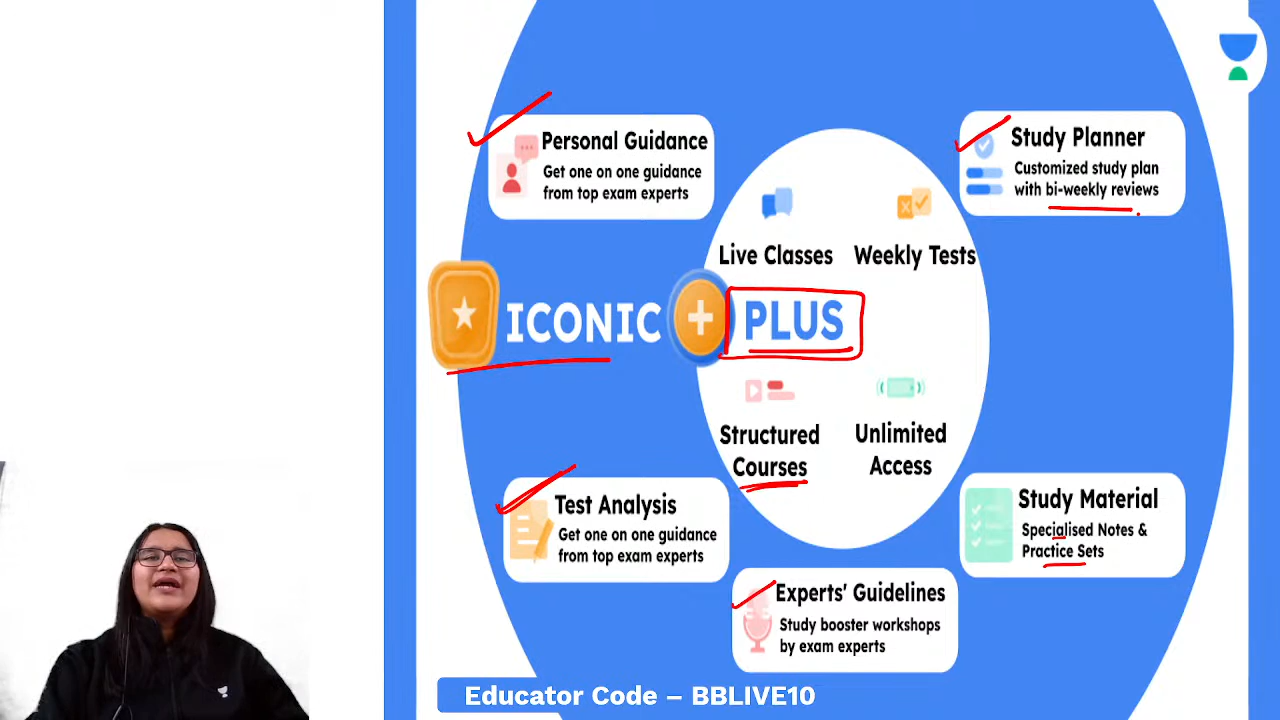 Personal Guidance
Get one on one guidance
from top exam experts
Study Planner
Customized study plan
with bi-weekly reviews
Live Classes
Weekly Tests
ICONIC
PLUS
Structured
Courses
Unlimited
Access
Test Analysis
Get one on one guidance
from top exam experts
Study Material
Specialised Notes &
Practice Sets
Experts' Guidelines
Study booster workshops
by exam experts
Educator Code – BBLIVE10